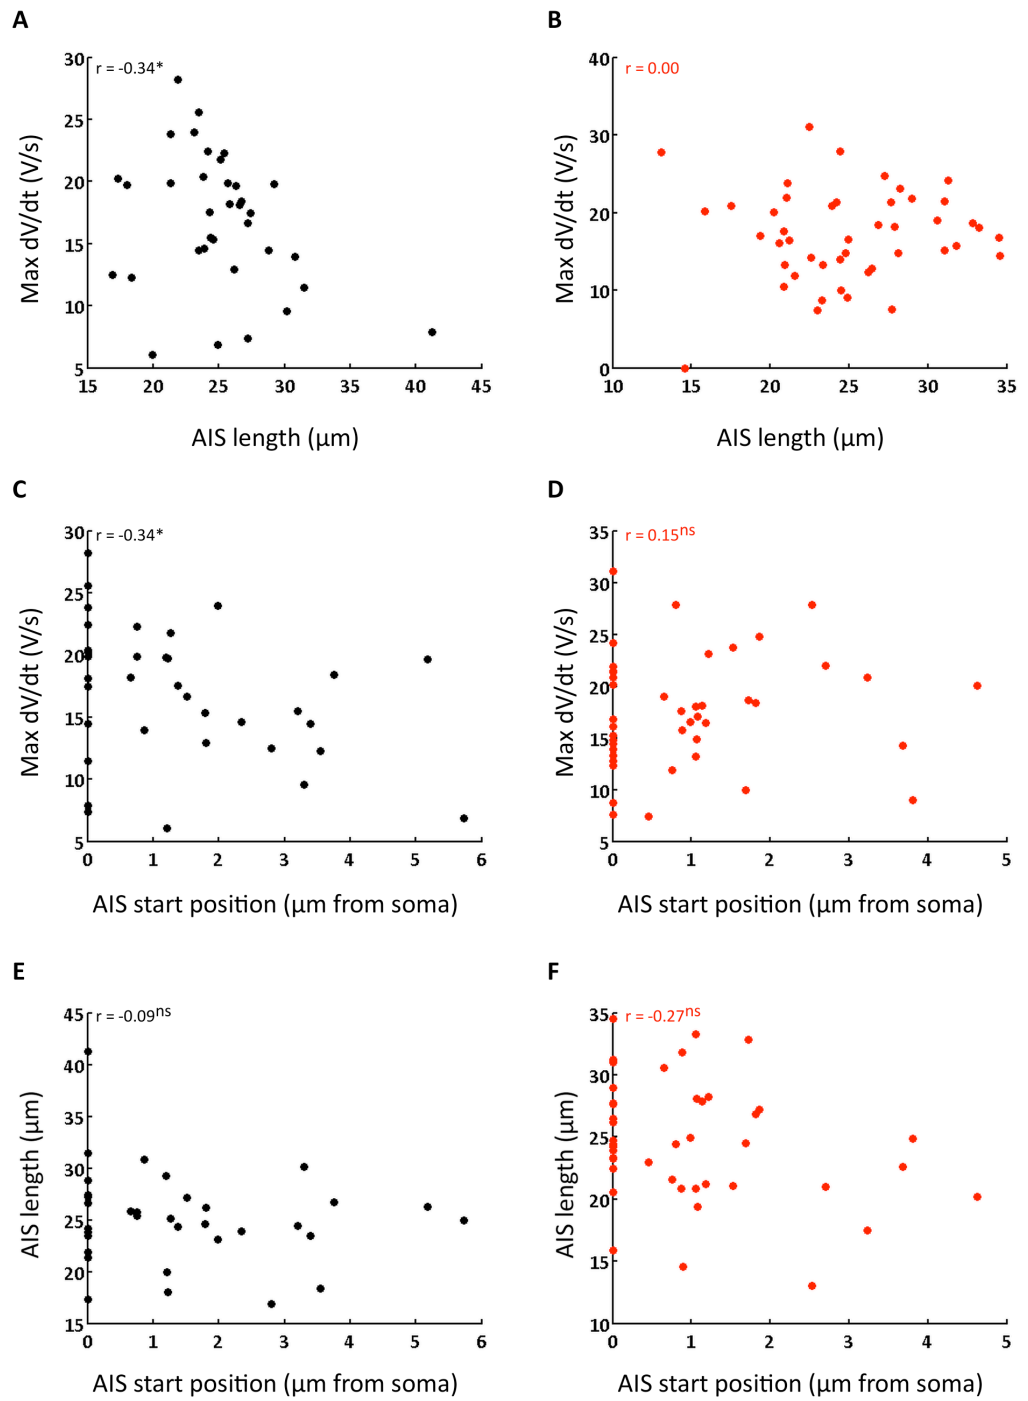 A
B
r = -0.34*
r = 0.00
Max dV/dt (V/s)
30
25
20
15
10
5
15 20 25 30 35 40 45
AIS length (μm)
Max dV/dt (V/s)
40
30
20
10
0
10 15 20 25 30 35
AIS length (μm)
C
D
r = -0.34*
r = 0.15ns
Max dV/dt (V/s)
30
25
20
15
10
5
0 1 2 3 4 5 6
AIS start position (μm from soma)
Max dV/dt (V/s)
35
30
25
20
15
10
5
0 1 2 3 4 5
AIS start position (μm from soma)
E
F
r = -0.09ns
r = -0.27ns
AIS length (μm)
45
40
35
30
25
20
15
0 1 2 3 4 5 6
AIS start position (μm from soma)
AIS length (μm)
35
30
25
20
15
10
0 1 2 3 4 5
AIS start position (μm from soma)